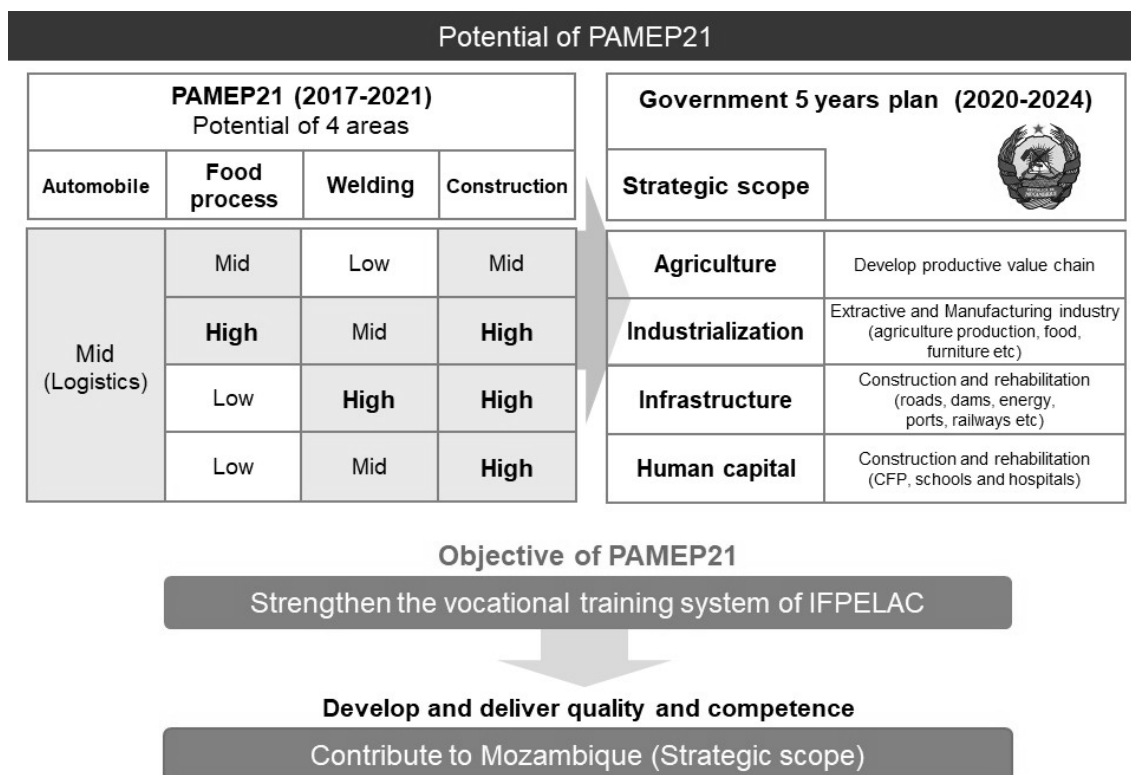 Potential of PAMEP21
PAMEP21 (2017-2021)
Potential of 4 areas
Automobile
Food
process
Welding
Construction
Government 5 years plan (2020-2024)
Strategic scope
Mid
(Logistics)
Mid
Low
Mid
Agriculture
Develop productive value chain
High
Mid
High
Industrialization
Extractive and Manufacturing industry
(agriculture production, food,
furniture etc)
Low
High
High
Infrastructure
Construction and rehabilitation
(roads, dams, energy,
ports, railways etc)
Low
Mid
High
Human capital
Construction and rehabilitation
(CFP, schools and hospitals)
Objective of PAMEP21
Strengthen the vocational training system of IFPELAC
Develop and deliver quality and competence
Contribute to Mozambique (Strategic scope)